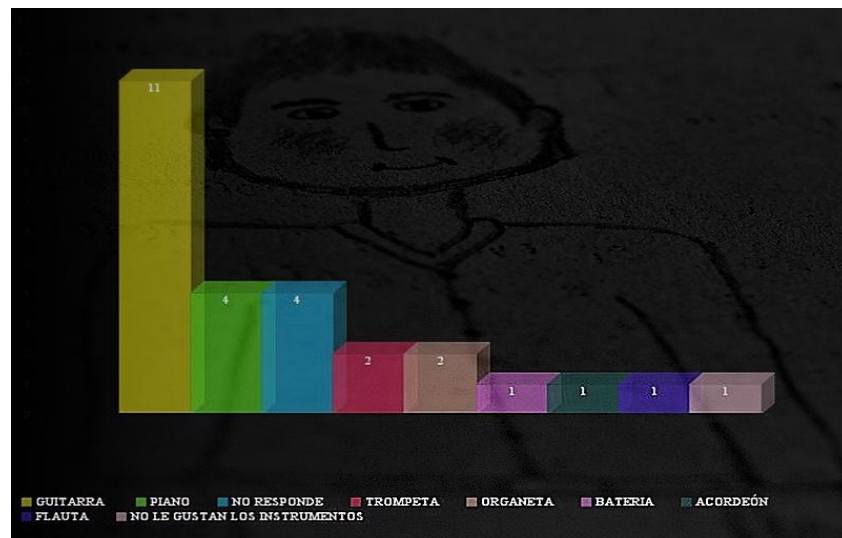 11
4 4
2 2
1 1 1 1
GUITARRA PIANO NO RESPONDE TROMPETA ORGANETA BATERIA ACORDEÓN
FLAUTA NO LE GUSTAN LOS INSTRUMENTOS